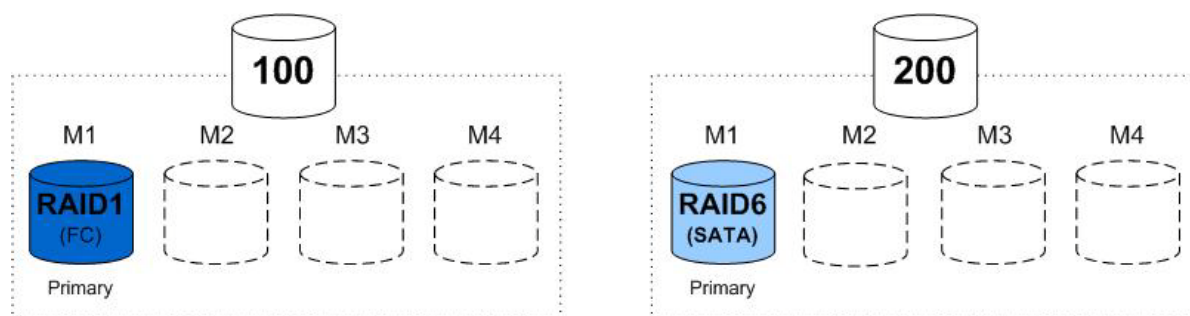 100
M1 M2 M3 M4
RAID1
(FC)
Primary
200
M1 M2 M3 M4
RAID6
(SATA)
Primary